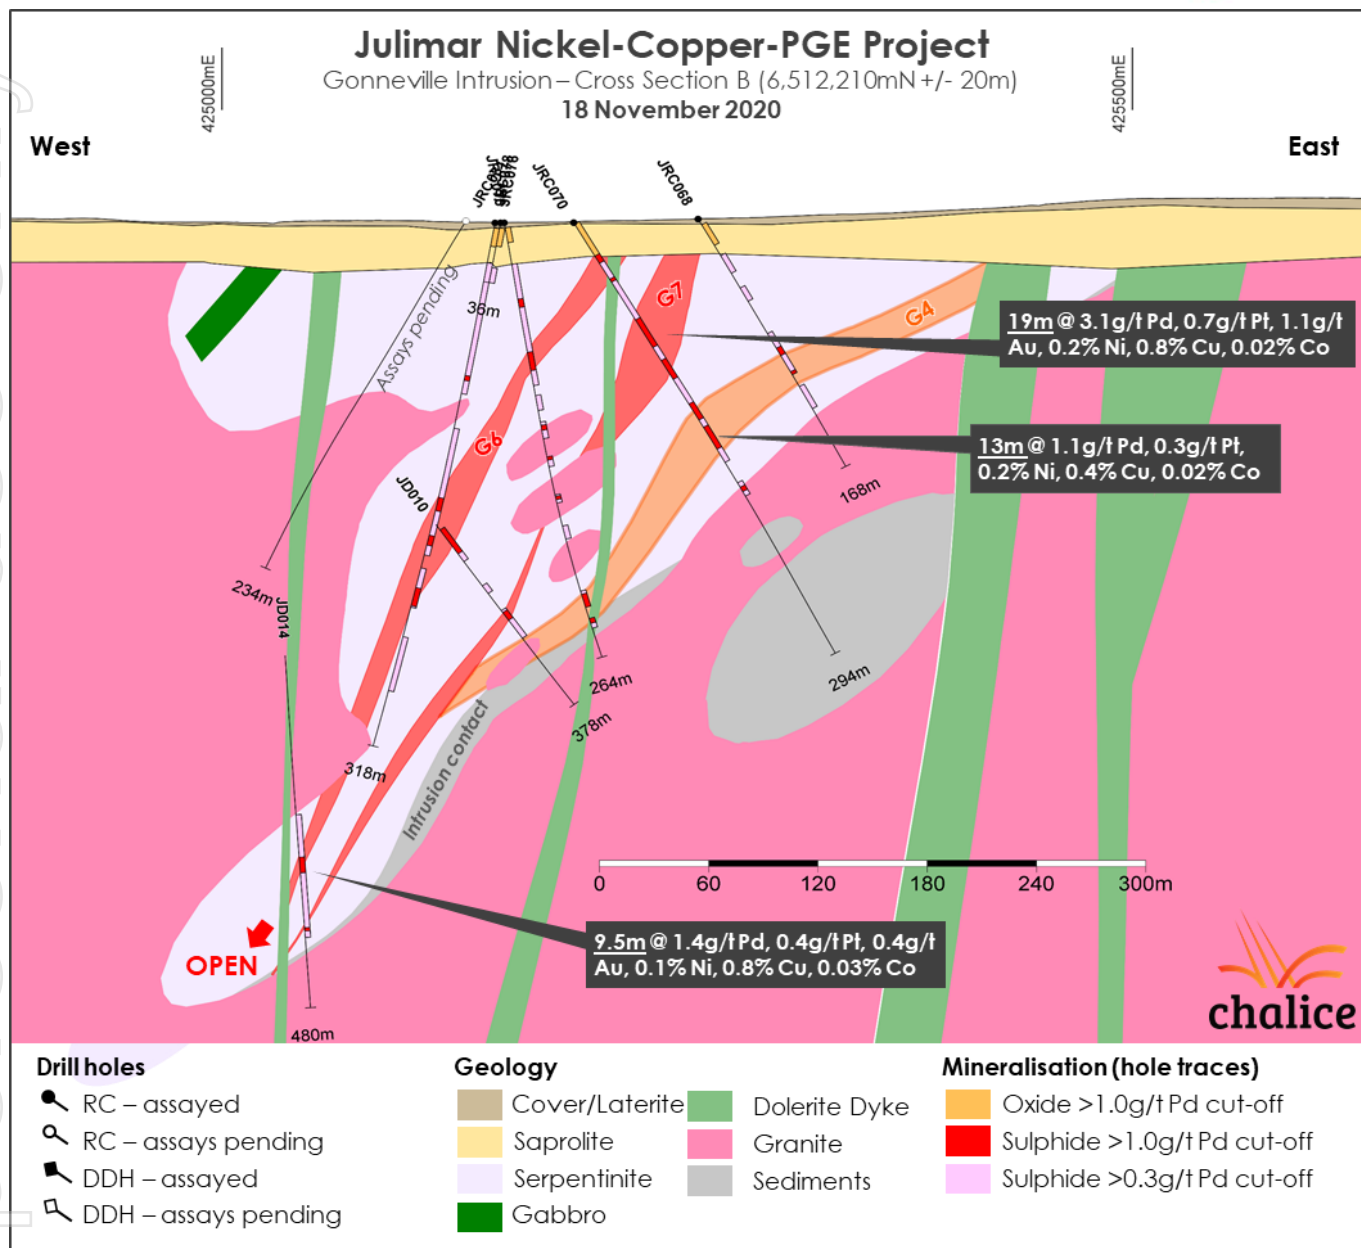 Julimar Nickel-Copper-PGE Project
Gonneville Intrusion – Cross Section B (6,512,210mN +/- 20m)
18 November 2020
425000mE
425500mE
West
East
JRC078
JRC070
JRC068
Assays pending
36m
G6
G7
G4
19m @ 3.1g/t Pd, 0.7g/t Pt, 1.1g/t
Au, 0.2% Ni, 0.8% Cu, 0.02% Co
13m @ 1.1g/t Pd, 0.3g/t Pt,
0.2% Ni, 0.4% Cu, 0.02% Co
JD010
168m
234m
JD014
264m
294m
378m
318m
Intrusion contact
0 60 120 180 240 300m
9.5m @ 1.4g/t Pd, 0.4g/t Pt, 0.4g/t
Au, 0.1% Ni, 0.8% Cu, 0.03% Co
OPEN
480m
chalice
Drill holes
RC – assayed
RC – assays pending
DDH – assayed
DDH – assays pending
Geology
Cover/Laterite
Saprolite
Serpentinite
Gabbro
Dolerite Dyke
Granite
Sediments
Mineralisation (hole traces)
Oxide >1.0g/t Pd cut-off
Sulphide >1.0g/t Pd cut-off
Sulphide >0.3g/t Pd cut-off